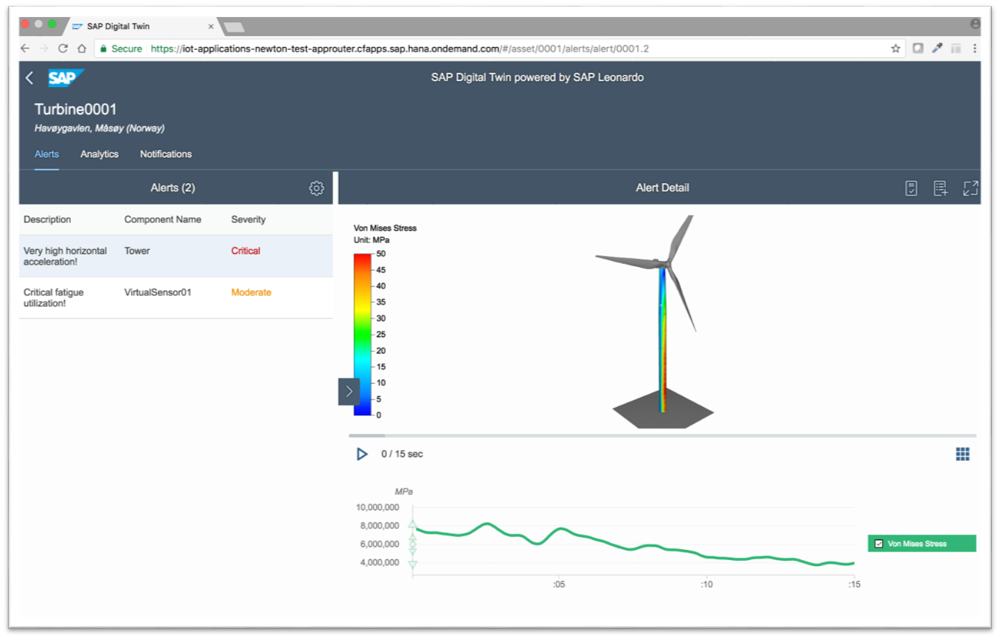 SAP Digital Twin
Secure https://iot-applications-newton-test-approuter.cfapps.sap.hana.ondemand.com/#/asset/0001/alerts/alert/0001.2
SAP
SAP Digital Twin powered by SAP Leonardo
Turbine0001
Havøygavlen, Måsøy (Norway)
Alerts Analytics Notifications
Alerts (2)
Alert Detail
Description Component Name Severity
Very high horizontal
acceleration!
Tower
Critical
Critical fatigue
utilization!
VirtualSensor01
Moderate
Von Mises Stress
Unit: MPa
50
45
40
35
30
25
20
15
10
5
0
0 / 15 sec
MPa
10,000,000
8,000,000
6,000,000
4,000,000
:05 :10 :15
Von Mises Stress